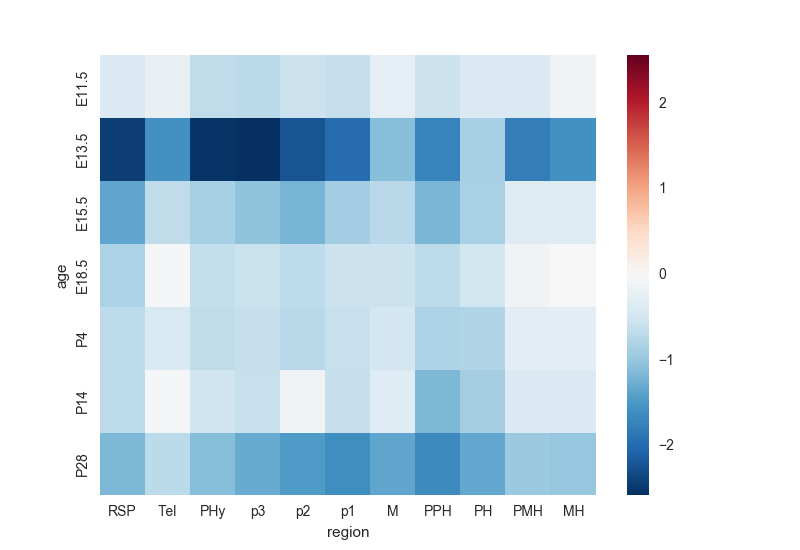 E11.5
E13.5
E15.5
E18.5
P4
P14
P28
age
RSP Tel PHy p3 p2 p1 M PPH PH PMH MH
region
2
1
0
−1
−2